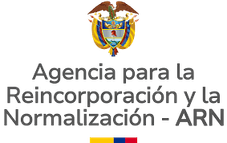 Agencia para la
Reincorporación y la
Normalización - ARN